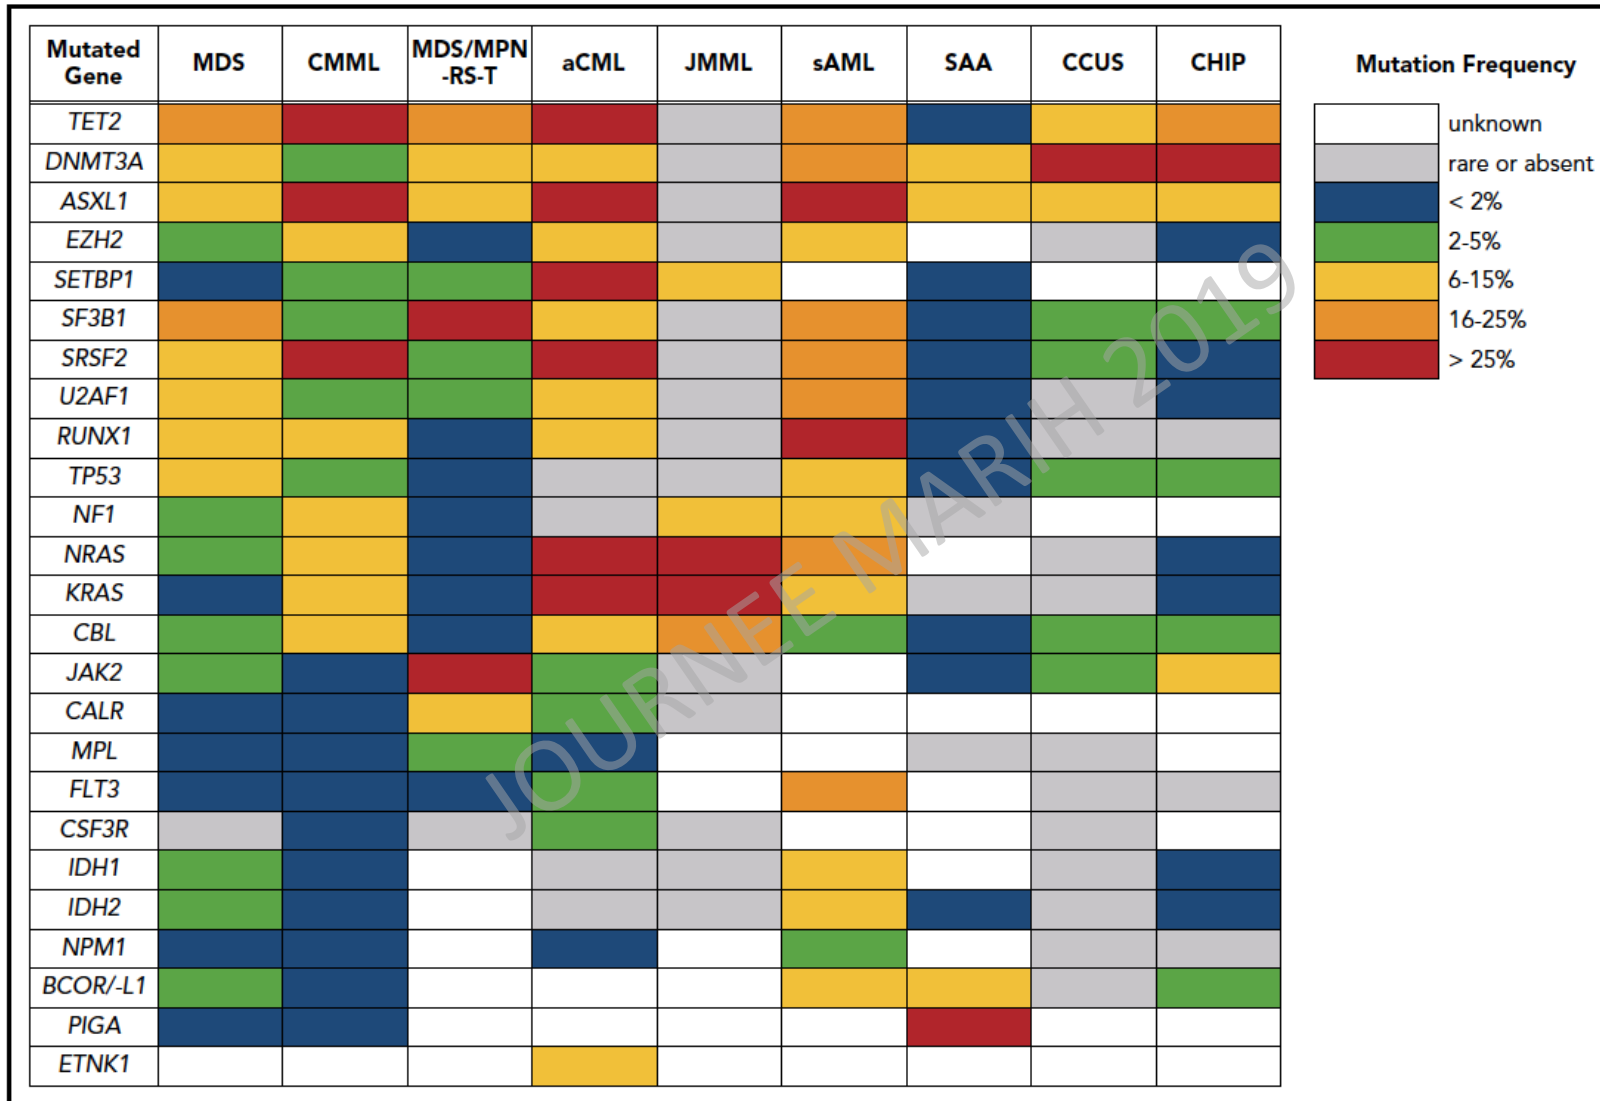 Mutated Gene MDS CMML MDS/MPN -RS-T aCML JMML sAML SAA CCUS CHIP
Mutation Frequency
unknown
rare or absent
< 2%
2-5%
6-15%
16-25%
> 25%
TET2
DNMT3A
ASXL1
EZH2
SETBP1
SF3B1
SRSF2
U2AF1
RUNX1
TP53
NF1
NRAS
KRAS
CBL
JAK2
CALR
MPL
FLT3
CSF3R
IDH1
IDH2
NPM1
BCOR/-L1
PIGA
ETNK1
JOURNEE MARIH 2019